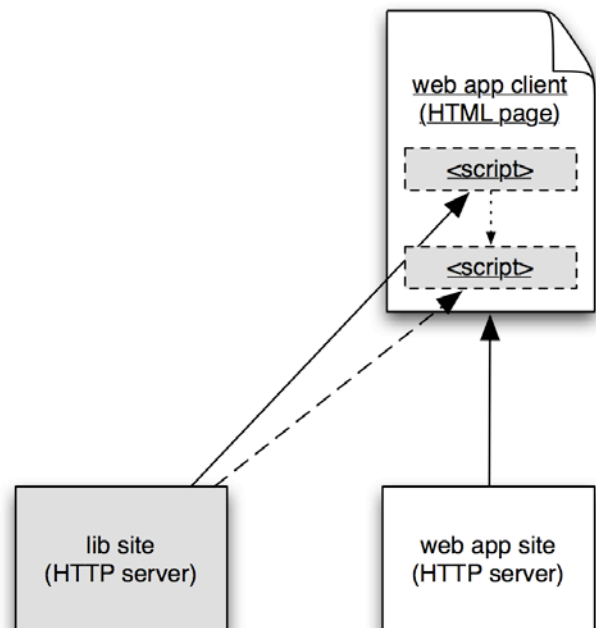 web app client
(HTML page)
<script>
<script>
lib site
(HTTP server)
web app site
(HTTP server)